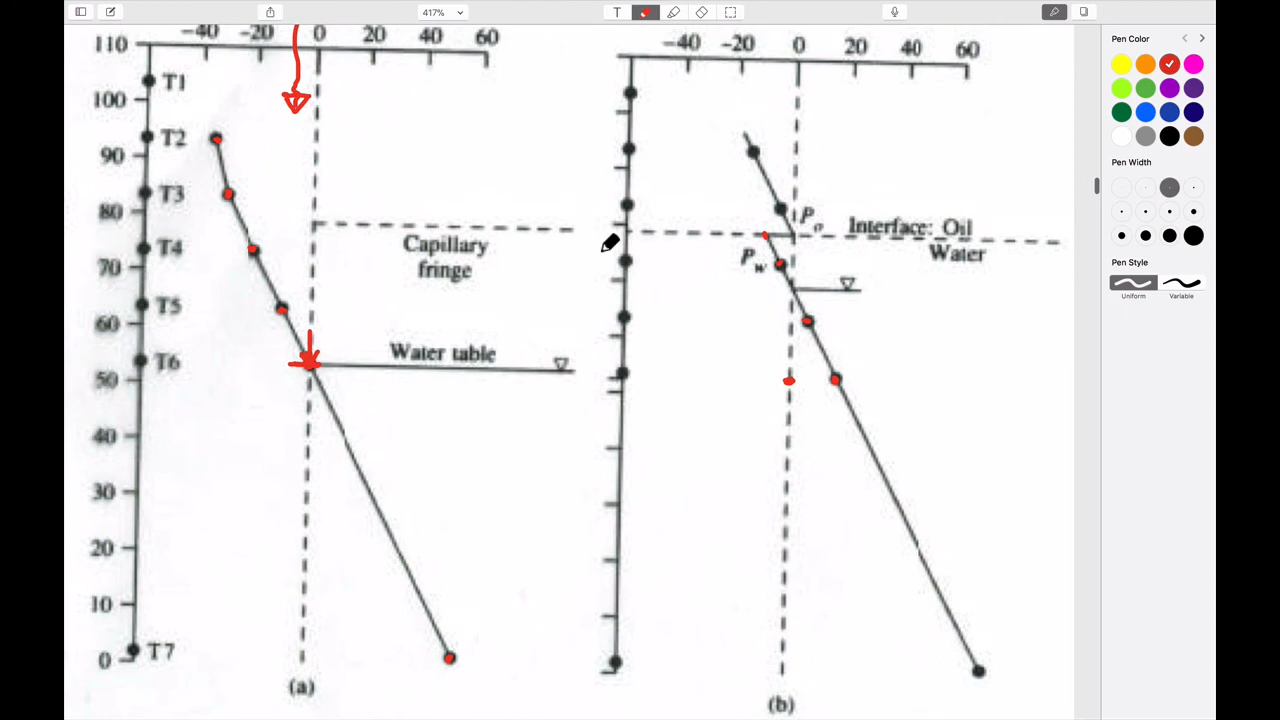 417%
T
Pen Color
Pen Width
Pen Style
Uniform Variable
−40 −20 0 20 40 60
110
100
90
80
70
60
50
40
30
20
10
0
T1
T2
T3
T4
T5
T6
T7
Capillary
fringe
Water table
(a)
−40 −20 0 20 40 60
Po
Interface: Oil
Water
Pw
(b)